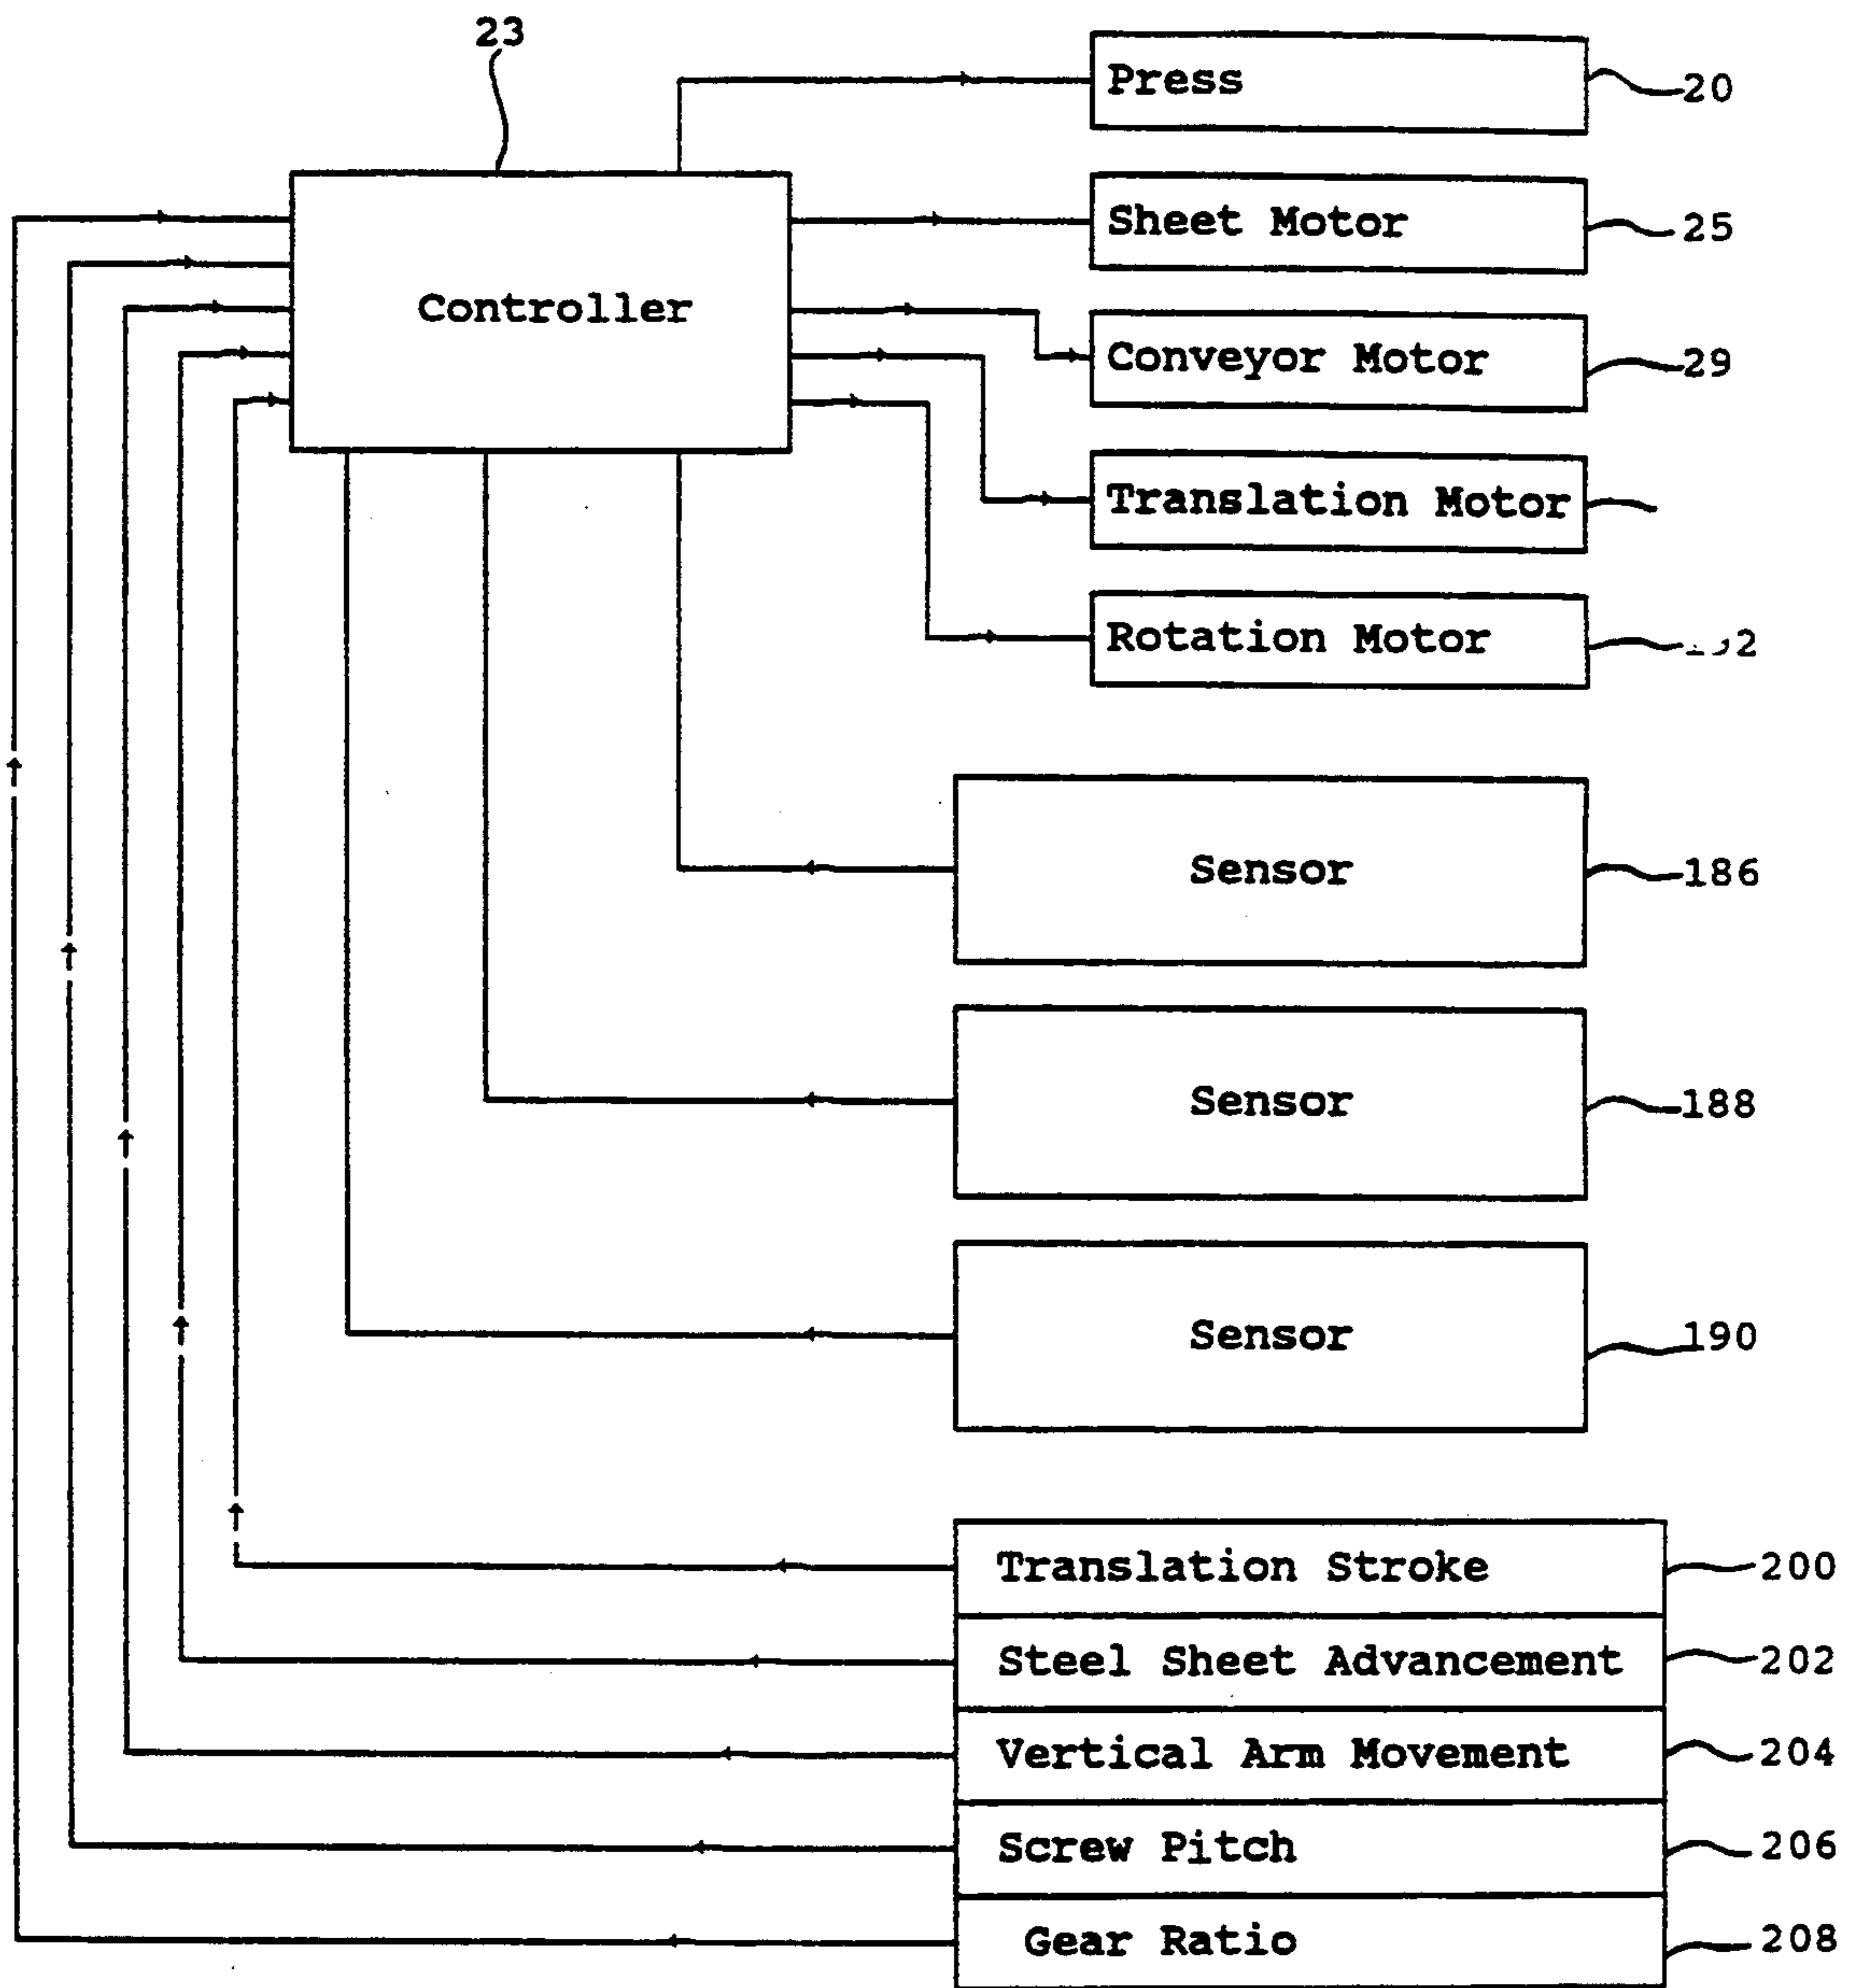 23
Press
20
Sheet Motor
25
Controller
Conveyor Motor
29
Translation Motor
Rotation Motor
Sensor
186
Sensor
188
Sensor
190
Translation Stroke
200
Steel Sheet Advancement
202
Vertical Arm Movement
204
Screw Pitch
206
Gear Ratio
208